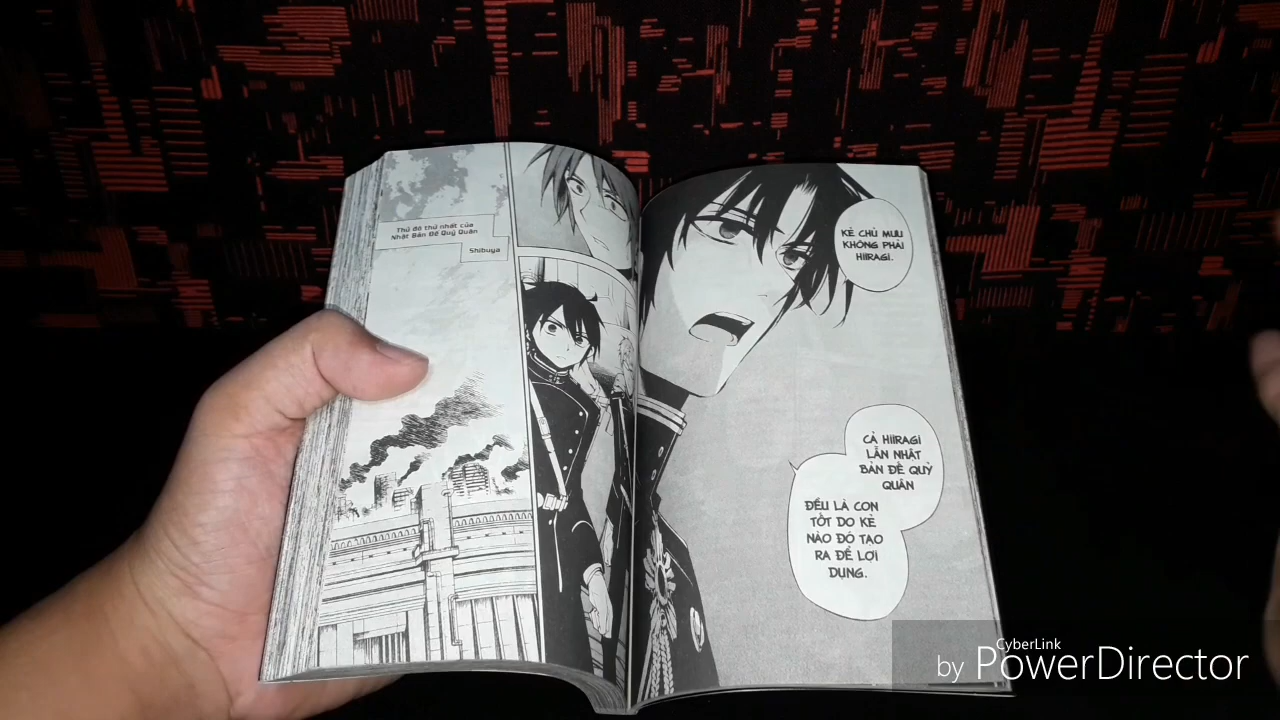 Thủ đô thứ nhất của
Nhật Bản Đế Quỷ Quân
Shibuya
KẺ CHỦ MƯU
KHÔNG PHẢI
HIIRAGI.
CẢ HIIRAGI
LẪN NHẬT
BẢN ĐẾ QUỶ
QUÂN
ĐỀU LÀ CON
TỐT DO KẺ
NÀO ĐÓ TẠO
RA ĐỂ LỢI
DỤNG.
CyberLink
by PowerDirector